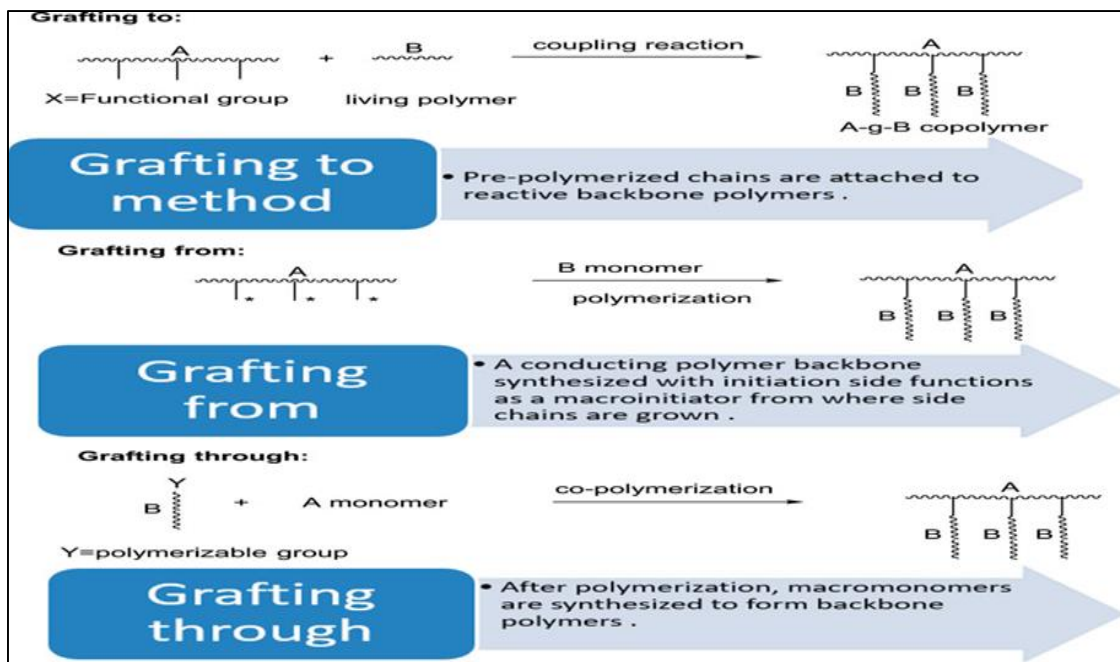 Grafting to:
A
B
+
coupling reaction
A
X=Functional group
living polymer
B B B
A-g-B copolymer
Grafting to
method
• Pre-polymerized chains are attached to
reactive backbone polymers .
Grafting from:
A
* * *
B monomer
polymerization
A
B B B
Grafting
from
• A conducting polymer backbone
synthesized with initiation side functions
as a macroinitiator from where side
chains are grown .
Grafting through:
Y
B
+
A monomer
co-polymerization
A
B B B
Y=polymerizable group
Grafting
through
• After polymerization, macromonomers
are synthesized to form backbone
polymers .